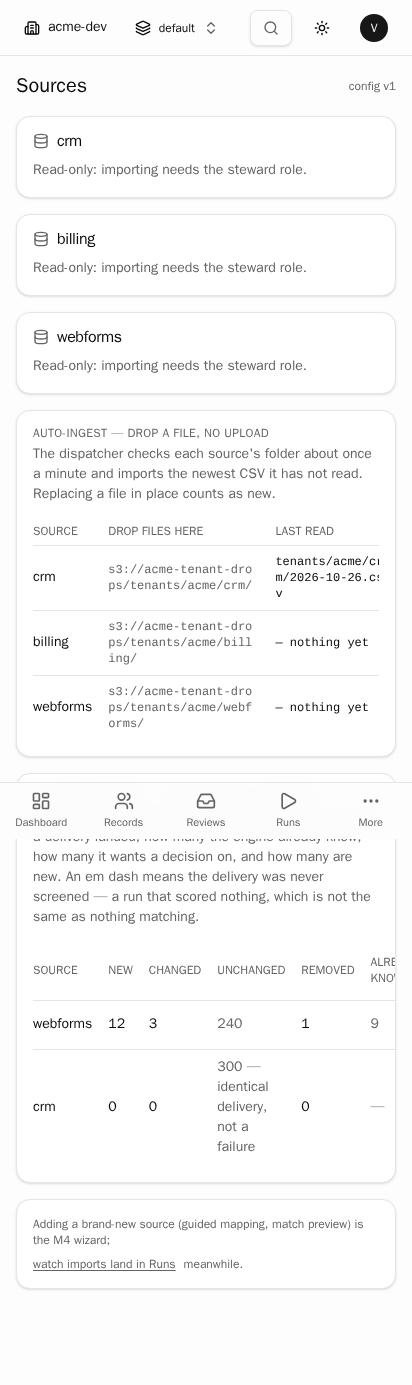 acme-dev
default
V
Sources
config v1
crm
Read-only: importing needs the steward role.
billing
Read-only: importing needs the steward role.
webforms
Read-only: importing needs the steward role.
AUTO-INGEST — DROP A FILE, NO UPLOAD
The dispatcher checks each source's folder about once
a minute and imports the newest CSV it has not read.
Replacing a file in place counts as new.
SOURCE DROP FILES HERE LAST READ
crm
s3://acme-tenant-dro
ps/tenants/acme/crm/
tenants/acme/cr
m/2026-10-26.cs
v
billing
s3://acme-tenant-dro
ps/tenants/acme/bill
ing/
— nothing yet
webforms
s3://acme-tenant-dro
ps/tenants/acme/webf
orms/
— nothing yet
Dashboard Records Reviews Runs More
a delivery landed, how many the engine already knew,
how many it wants a decision on, and how many are
new. An em dash means the delivery was never
screened — a run that scored nothing, which is not the
same as nothing matching.
SOURCE NEW CHANGED UNCHANGED REMOVED
webforms 12 3 240 1 9
crm 0 0
300 —
identical
delivery,
not a
failure
0 —
Adding a brand-new source (guided mapping, match preview) is
the M4 wizard;
watch imports land in Runs meanwhile.